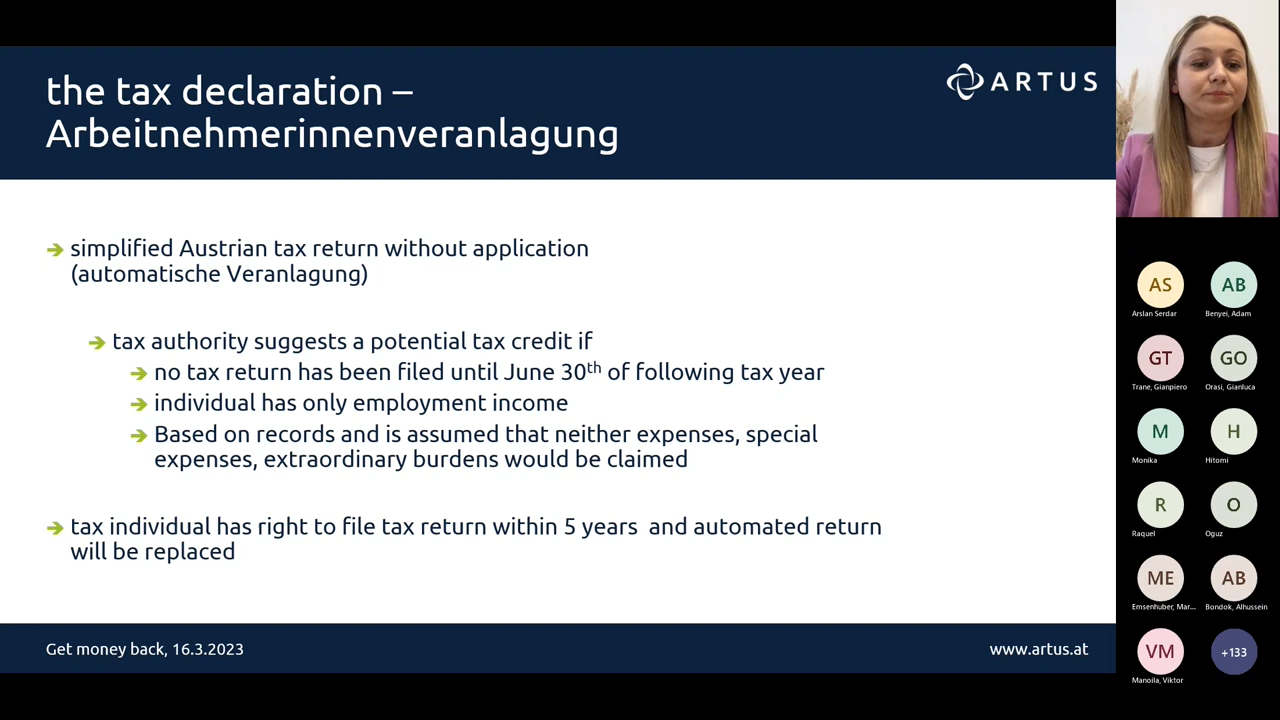 the tax declaration –
Arbeitnehmerinnenveranlagung
ARTUS
simplified Austrian tax return without application
(automatische Veranlagung)
tax authority suggests a potential tax credit if
no tax return has been filed until June 30th of following tax year
individual has only employment income
Based on records and is assumed that neither expenses, special
expenses, extraordinary burdens would be claimed
tax individual has right to file tax return within 5 years and automated return
will be replaced
Get money back, 16.3.2023
www.artus.at
AS
AB
Arslan Serdar
Benyei, Adam
GT
GO
Trane, Gianpiero
Orasi, Gianluca
M
H
Monika
Hitomi
R
O
Raquel
Oguz
ME
AB
Emsenhuber, Mar...
Bondok, Alhussein
VM
+133
Manoila, Viktor